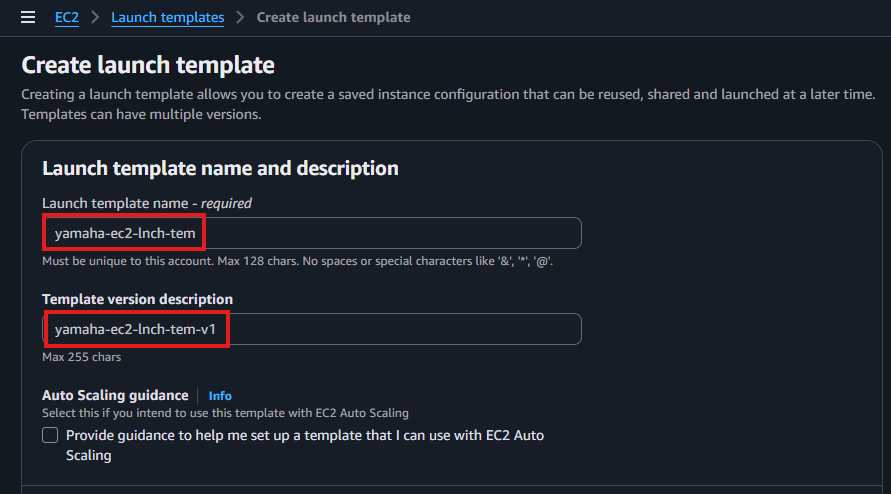 EC2 > Launch templates > Create launch template
Create launch template
Creating a launch template allows you to create a saved instance configuration that can be reused, shared and launched at a later time.
Templates can have multiple versions.
Launch template name and description
Launch template name - required
yamaha-ec2-lnch-tem
Must be unique to this account. Max 128 chars. No spaces or special characters like '&', '*', '@'.
Template version description
yamaha-ec2-lnch-tem-v1
Max 255 chars
Auto Scaling guidance | Info
Select this if you intend to use this template with EC2 Auto Scaling
Provide guidance to help me set up a template that I can use with EC2 Auto
Scaling